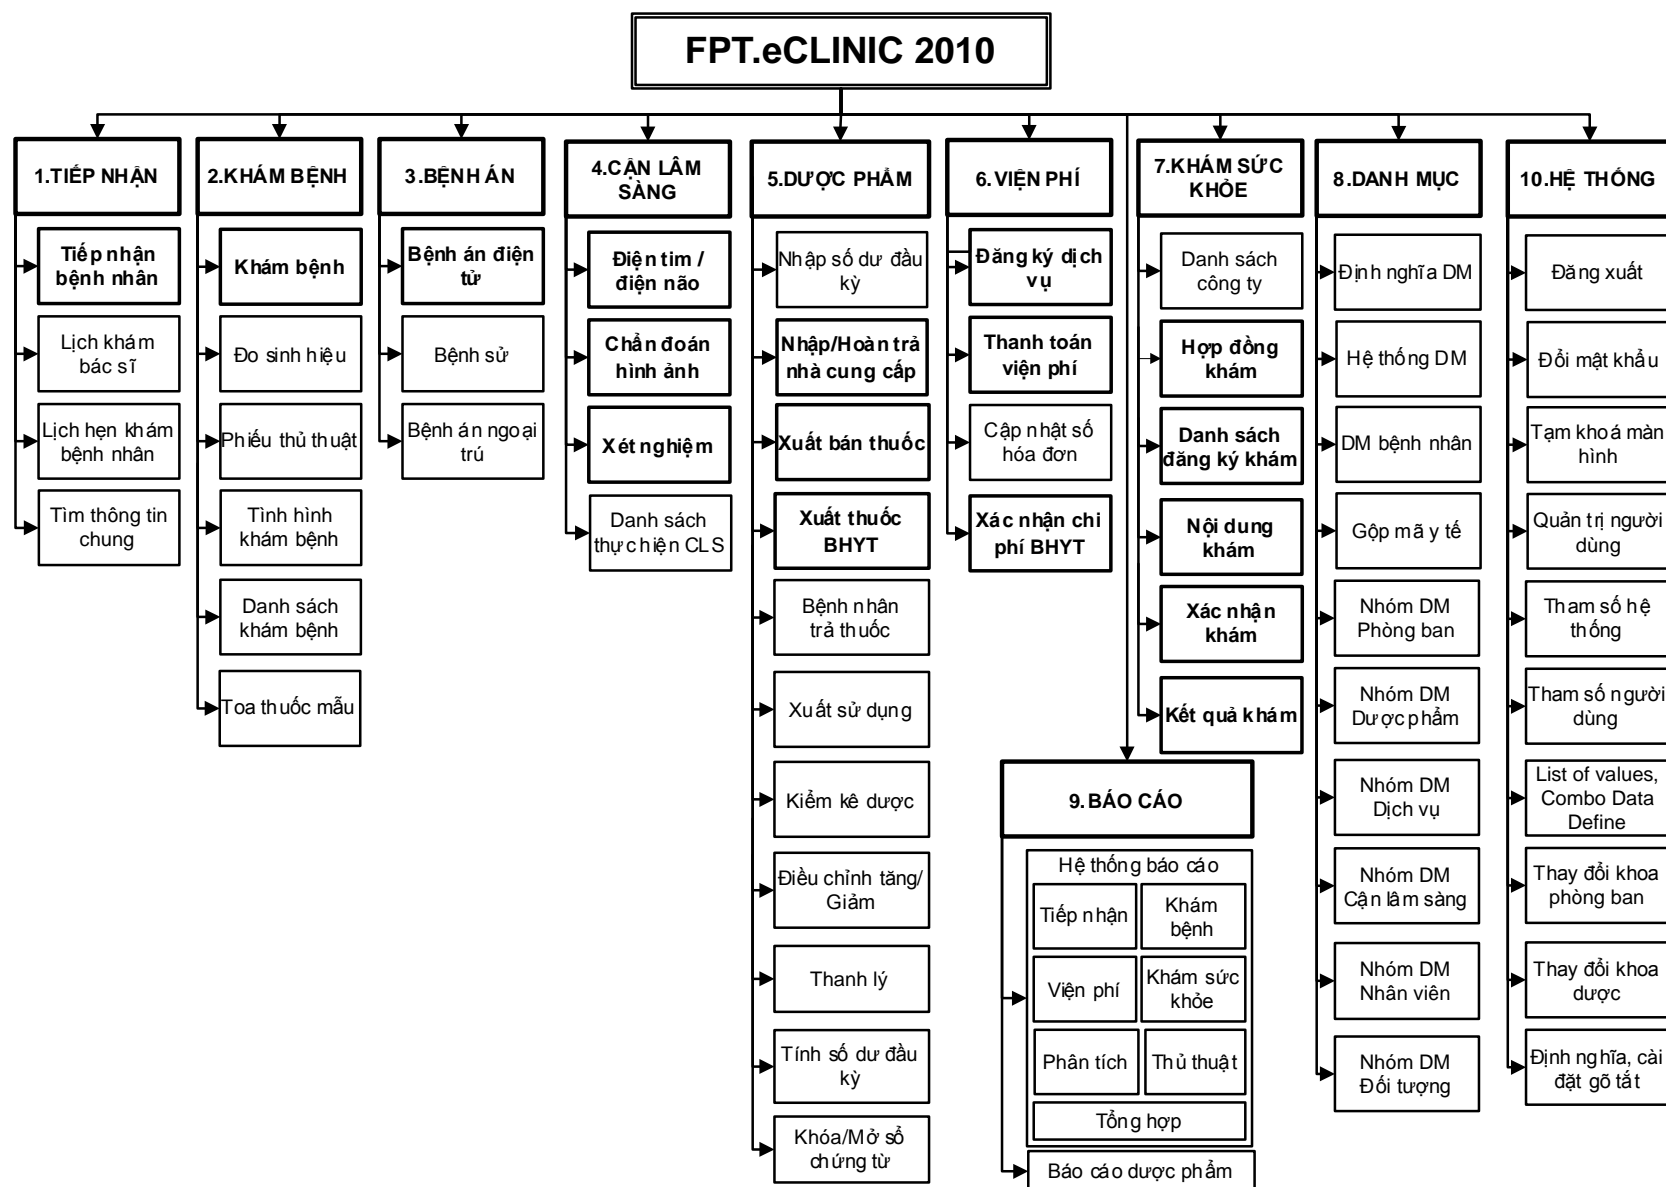 FPT.eCLINIC 2010
1.TIẾP NHẬN
Tiếp nhận
bệnh nhân
Lịch khám
bác sĩ
Lịch hẹn khám
bệnh nhân
Tìm thông tin
chung
2.KHÁM BỆNH
Khám bệnh
Đo sinh hiệu
Phiếu thủ thuật
Tình hình
khám bệnh
Danh sách
khám bệnh
Toa thuốc mẫu
3.BỆNH ÁN
Bệnh án điện
tử
Bệnh sử
Bệnh án ngoại
trú
4.CẬN LÂM
SÀNG
Điện tim /
điện não
Chẩn đoán
hình ảnh
Xét nghiệm
Danh sách
thực hiện CLS
5.DƯỢC PHẨM
Nhập số dư đầu
kỳ
Nhập/Hoàn trả
nhà cung cấp
Xuất bán thuốc
Xuất thuốc
BHYT
Bệnh nhân
trả thuốc
Xuất sử dụng
Kiểm kê dược
Điều chỉnh tăng/
Giảm
Thanh lý
Tính số dư đầu
kỳ
Khóa/Mở sổ
chứng từ
6.VIỆN PHÍ
Đăng ký dịch
vụ
Thanh toán
viện phí
Cập nhật số
hóa đơn
Xác nhận chi
phí BHYT
7.KHÁM SỨC
KHỎE
Danh sách
công ty
Hợp đồng
khám
Danh sách
đăng ký khám
Nội dung
khám
Xác nhận
khám
Kết quả khám
8.DANH MỤC
Định nghĩa DM
Hệ thống DM
DM bệnh nhân
Gộp mã y tế
Nhóm DM
Phòng ban
Nhóm DM
Dược phẩm
Nhóm DM
Dịch vụ
Nhóm DM
Cận lâm sàng
Nhóm DM
Nhân viên
Nhóm DM
Đối tượng
9.BÁO CÁO
Hệ thống báo cáo
Tiếp nhận
Khám
bệnh
Viện phí
Khám sức
khỏe
Phân tích
Thủ thuật
Tổng hợp
Báo cáo dược phẩm
10.HỆ THỐNG
Đăng xuất
Đổi mật khẩu
Tạm khoá màn
hình
Quản trị người
dùng
Tham số hệ
thống
Tham số người
dùng
List of values,
Combo Data
Define
Thay đổi khoa
phòng ban
Thay đổi khoa
dược
Định nghĩa, cài
đặt gõ tắt